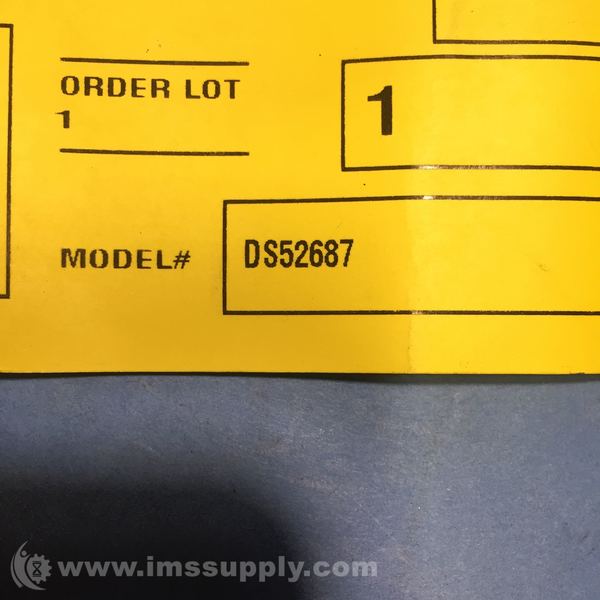 ORDER LOT
1
1
MODEL#
DS52687
www.imssupply.com